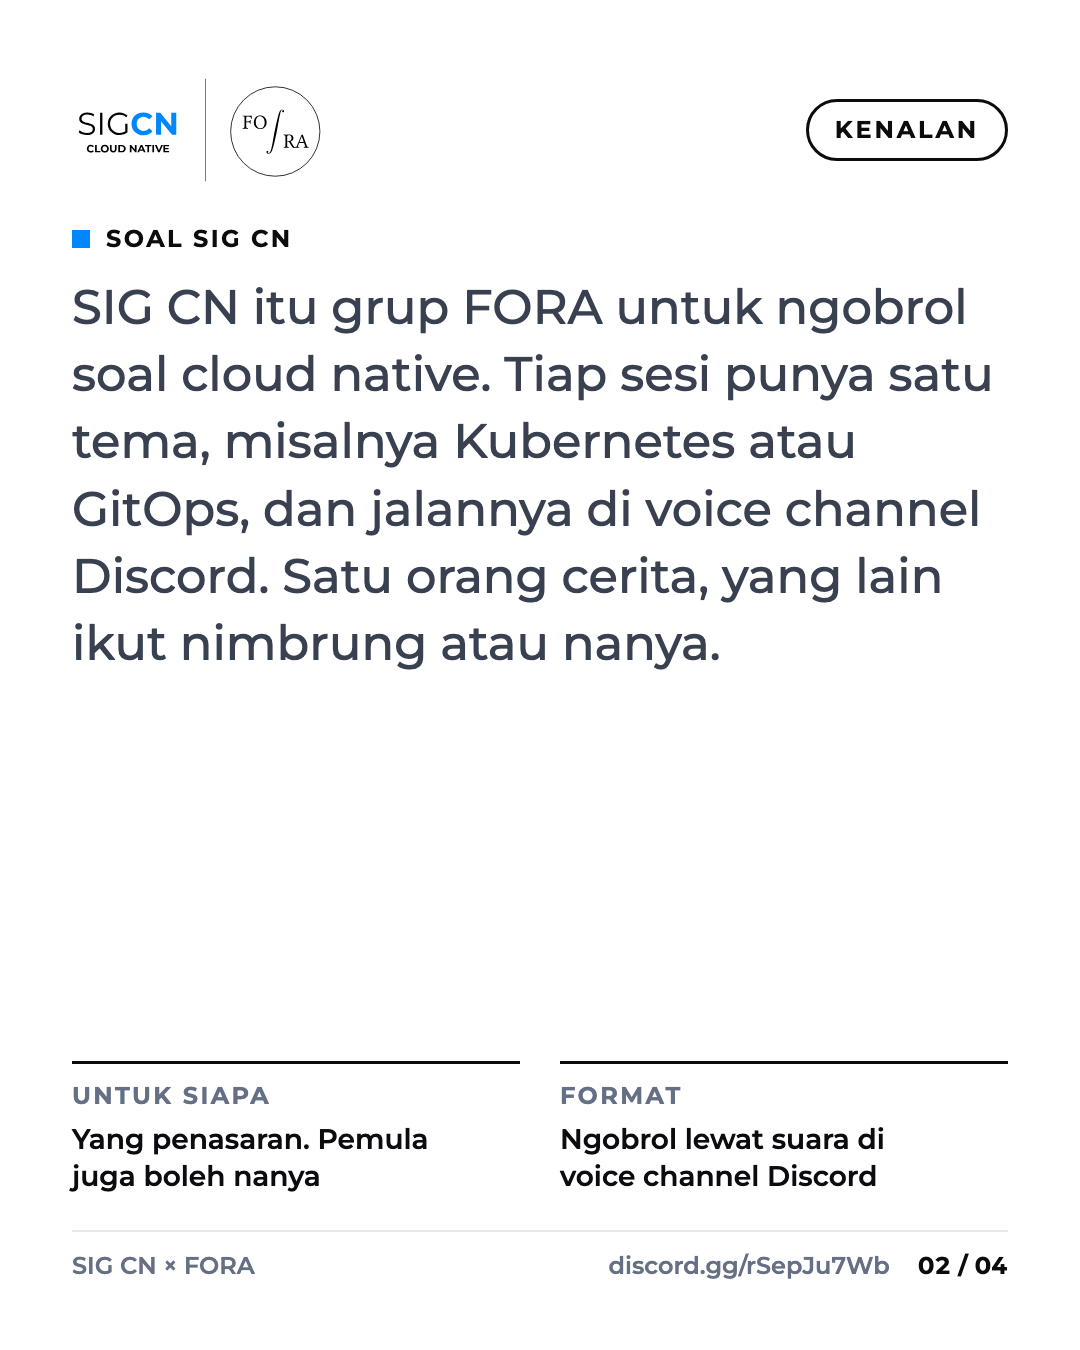 SIGCN
CLOUD NATIVE
FO
RA
KENALAN
SOAL SIG CN
SIG CN itu grup FORA untuk ngobrol
soal cloud native. Tiap sesi punya satu
tema, misalnya Kubernetes atau
GitOps, dan jalannya di voice channel
Discord. Satu orang cerita, yang lain
ikut nimbrung atau nanya.
UNTUK SIAPA
Yang penasaran. Pemula
juga boleh nanya
FORMAT
Ngobrol lewat suara di
voice channel Discord
SIG CN × FORA
discord.gg/rSepJu7Wb
02 / 04